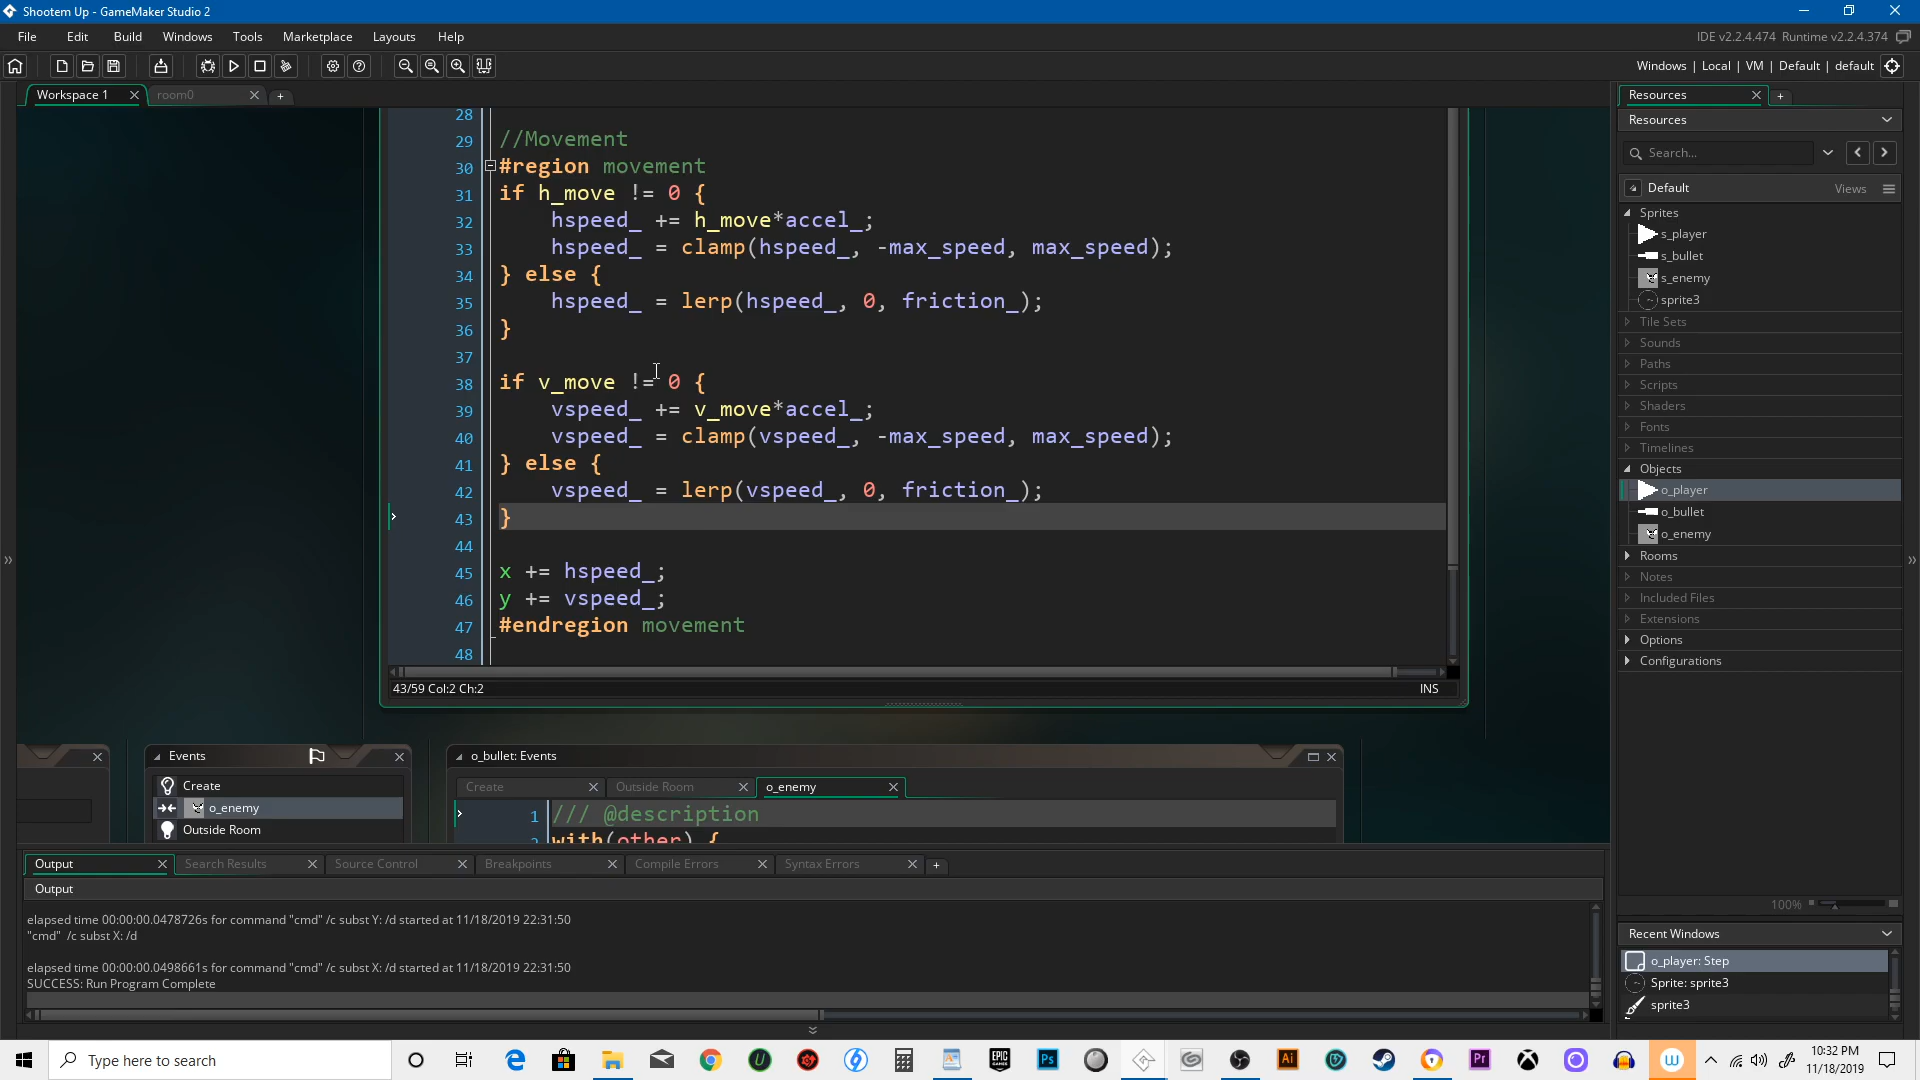 Shootem Up - GameMaker Studio 2
File Edit Build Windows Tools Marketplace Layouts Help
IDE v2.2.4.474 Runtime v2.2.4.374
Windows | Local | VM | Default | default
Workspace 1
room0
28
29 //Movement
30 #region movement
31 if h_move != 0 {
32 hspeed_ += h_move*accel_;
33 hspeed_ = clamp(hspeed_, -max_speed, max_speed);
34 } else {
35 hspeed_ = lerp(hspeed_, 0, friction_);
36 }
37
38 if v_move != 0 {
39 vspeed_ += v_move*accel_;
40 vspeed_ = clamp(vspeed_, -max_speed, max_speed);
41 } else {
42 vspeed_ = lerp(vspeed_, 0, friction_);
43 }
44
45 x += hspeed_;
46 y += vspeed_;
47 #endregion movement
48
43/59 Col:2 Ch:2
INS
Events
Create
o_enemy
Outside Room
o_bullet: Events
Create Outside Room o_enemy
1 /// @description
2 with(other) {
Output Search Results Source Control Breakpoints Compile Errors Syntax Errors
Output
elapsed time 00:00:00.0478726s for command "cmd" /c subst Y: /d started at 11/18/2019 22:31:50
"cmd" /c subst X: /d
elapsed time 00:00:00.0498661s for command "cmd" /c subst X: /d started at 11/18/2019 22:31:50
SUCCESS: Run Program Complete
Resources
Resources
Search...
Default
Views
Sprites
s_player
s_bullet
s_enemy
sprite3
Tile Sets
Sounds
Paths
Scripts
Shaders
Fonts
Timelines
Objects
o_player
o_bullet
o_enemy
Rooms
Notes
Included Files
Extensions
Options
Configurations
100%
Recent Windows
o_player: Step
Sprite: sprite3
sprite3
Type here to search
10:32 PM
11/18/2019